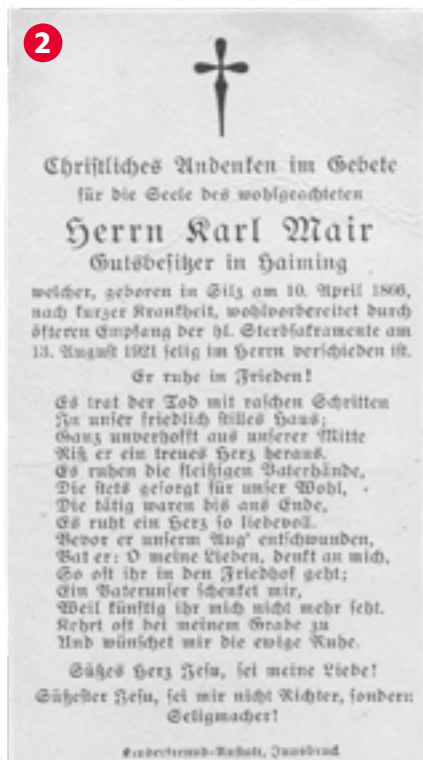 2
Christliches Andenken im Gebete
für die Seele des wohlgeachteten
Herrn Karl Mair
Gutsbesitzer in Haiming
welcher, geboren in Silz am 10. April 1866,
nach kurzer Krankheit, wohlvorbereitet durch
öfteren Empfang der hl. Sterbsakramente am
13. August 1921 selig im Herrn verschieden ist.
Er ruhe in Frieden!
Es trat der Tod mit raschen Schritten
In unser friedlich stilles Haus;
Ganz unverhofft aus unserer Mitte
Riß er ein treues Herz heraus.
Es ruhen die fleißigen Vaterhände,
Die stets gesorgt für unser Wohl,
Die tätig waren bis ans Ende,
Es ruht ein Herz so liebevoll.
Bevor er unserm Aug' entschwunden,
Bat er: O meine Lieben, denkt an mich,
So oft ihr in den Friedhof geht;
Ein Vaterunser schenket mir,
Weil künftig ihr mich nicht mehr seht.
Kehrt oft bei meinem Grabe zu
Und wünschet mir die ewige Ruhe.
Süßes Herz Jesu, sei meine Liebe!
Süßester Jesu, sei mir nicht Richter, sondern
Seligmacher!
Kinderfreund-Anstalt, Innsbruck